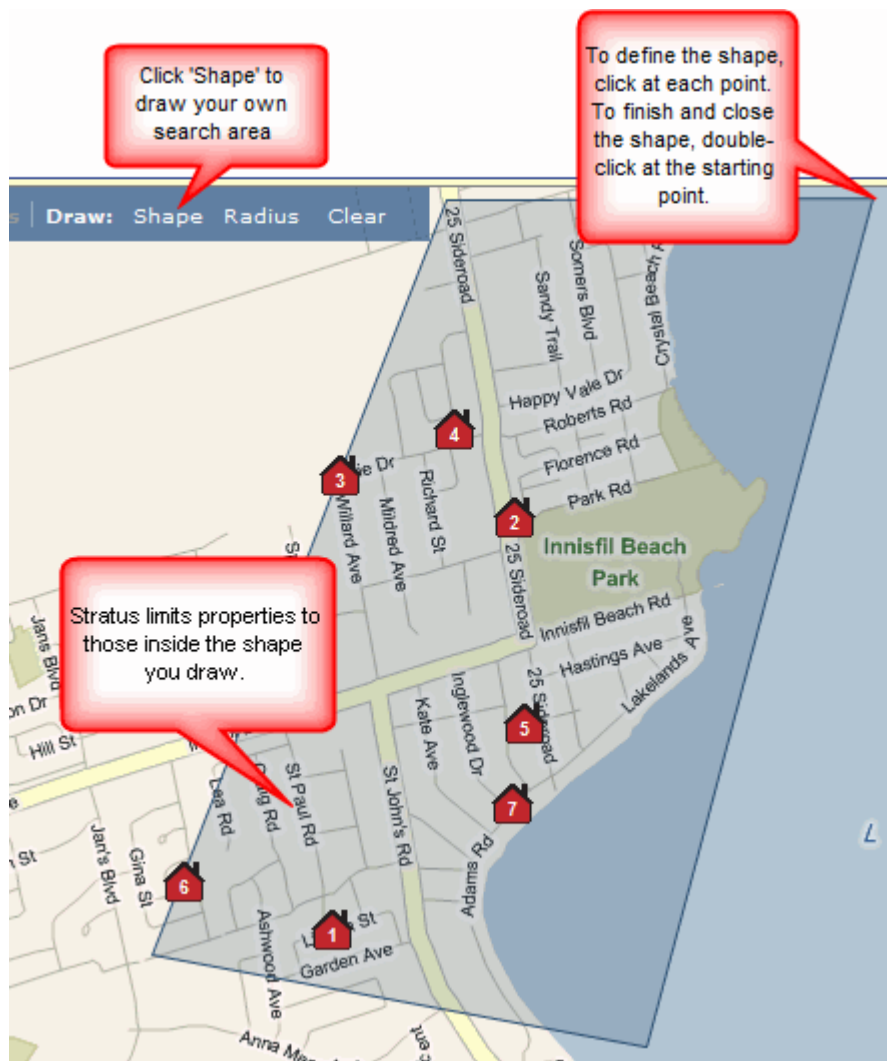 Click 'Shape' to
draw your own
search area
To define the shape,
click at each point.
To finish and close
the shape, double-
click at the starting
point.
Draw: Shape Radius Clear
25 Sideroad
Sandy Trail
Somers Blvd
Crystal Beach
Happy Vale Dr
Roberts Rd
Florence Rd
Park Rd
4
3
2
Willard Ave
Mildred Ave
Richard St
25 Sideroad
Innisfil Beach
Park
Innisfil Beach Rd
Hastings Ave
Lakelands Ave
Stratus limits properties to
those inside the shape
you draw.
Jans Blvd
Hill St
Inglewood Dr
Kate Ave
25 Sideroad
5
7
Lea Rd
St Paul Rd
St John's Rd
Adams Rd
Jan's Blvd
Gina St
6
1
Ashwood Ave
Garden Ave
L